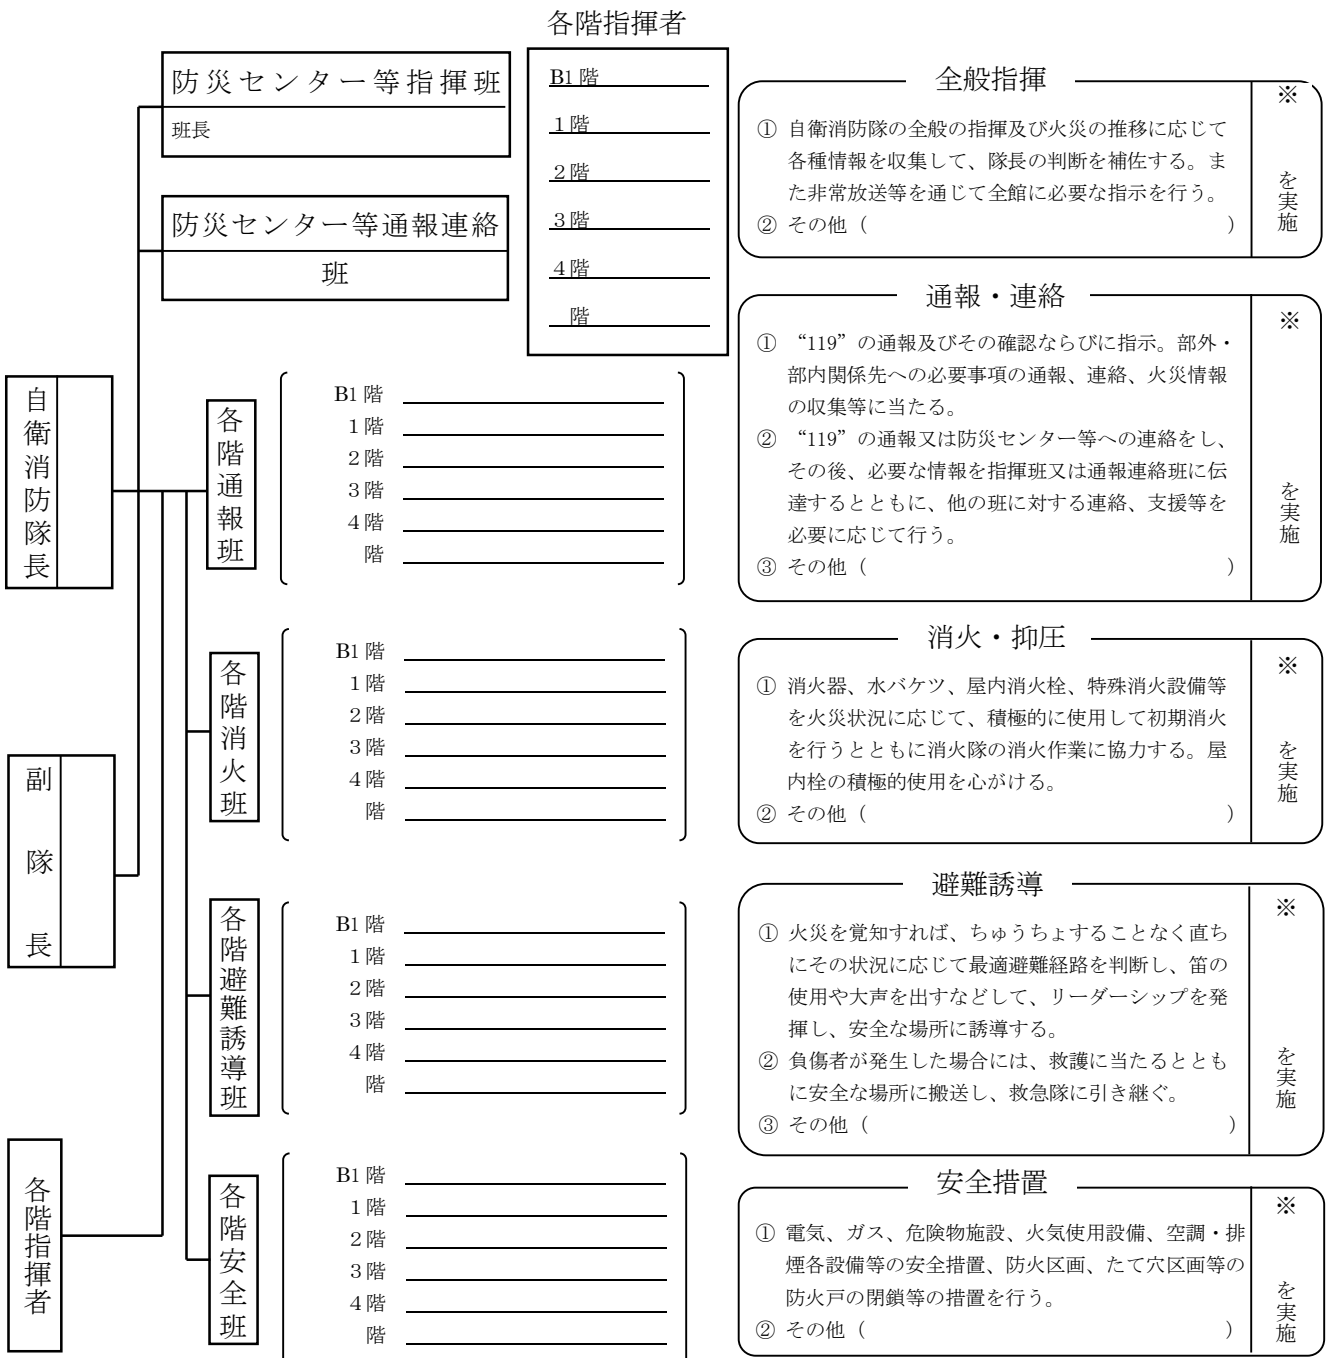 各階指揮者
防災センター等指揮班
班長
防災センター等通報連絡
班
B1 階
1 階
2 階
3 階
4 階
階
自衛消防隊長
副隊長
各階指揮者
各階通報班
B1 階
1 階
2 階
3 階
4 階
階
各階消火班
B1 階
1 階
2 階
3 階
4 階
階
各階避難誘導班
B1 階
1 階
2 階
3 階
4 階
階
各階安全班
B1 階
1 階
2 階
3 階
4 階
階
全般指揮
① 自衛消防隊の全般の指揮及び火災の推移に応じて
各種情報を収集して、隊長の判断を補佐する。ま
た非常放送等を通じて全館に必要な指示を行う。
② その他（　　　）
※
を実施
通報・連絡
① “119”の通報及びその確認ならびに指示。部外・
部内関係先への必要事項の通報、連絡、火災情報
の収集等に当たる。
② “119”の通報又は防災センター等への連絡をし、
その後、必要な情報を指揮班又は通報連絡班に伝
達するとともに、他の班に対する連絡、支援等を
必要に応じて行う。
③ その他（　　　）
※
を実施
消火・抑圧
① 消火器、水バケツ、屋内消火栓、特殊消火設備等
を火災状況に応じて、積極的に使用して初期消火
を行うとともに消火隊の消火作業に協力する。屋
内栓の積極的使用を心がける。
② その他（　　　）
※
を実施
避難誘導
① 火災を覚知すれば、ちゅうちょすることなく直ち
にその状況に応じて最適避難経路を判断し、笛の
使用や大声を出すなどして、リーダーシップを発
揮し、安全な場所に誘導する。
② 負傷者が発生した場合には、救護に当たるととも
に安全な場所に搬送し、救急隊に引き継ぐ。
③ その他（　　　）
※
を実施
安全措置
① 電気、ガス、危険物施設、火気使用設備、空調・排
煙各設備等の安全措置、防火区画、たて穴区画等の
防火戸の閉鎖等の措置を行う。
② その他（　　　）
※
を実施